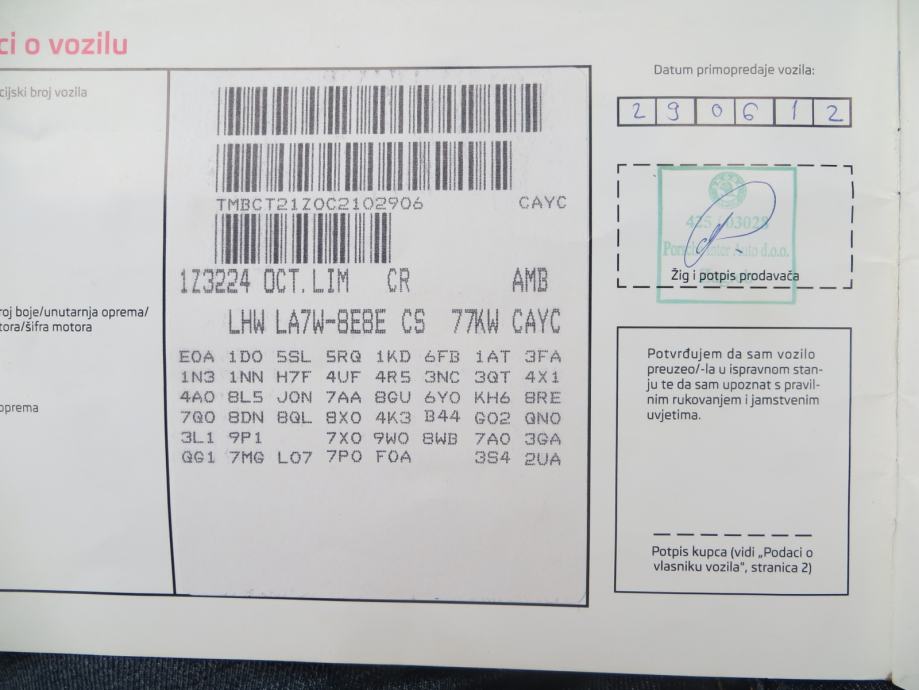 ci o vozilu
cijski broj vozila
roj boje/unutarnja oprema/
tora/šifra motora
oprema
TMBCT21Z0C2102906 CAYC
1Z3224 OCT.LIM CR AMB
LHW LA7W-8E8E CS 77KW CAYC
E0A 1D0 5SL 5RQ 1KD 6FB 1AT 3FA
1N3 1NN H7F 4UF 4R5 3NC 3QT 4X1
4A0 8L5 J0N 7AA 8GU 6Y0 KH6 8RE
7Q0 8DN 8QL 8X0 4K3 B44 G02 QN0
3L1 9P1 7X0 9W0 8WB 7A0 3GA
QG1 7MG L07 7P0 F0A 3S4 2UA
Datum primopredaje vozila:
2 9 0 6 1 2
425 / 03028
Porsche Inter Auto d.o.o.
Žig i potpis prodavača
Potvrđujem da sam vozilo
preuzeo/-la u ispravnom stan-
ju te da sam upoznat s pravil-
nim rukovanjem i jamstvenim
uvjetima.
Potpis kupca (vidi „Podaci o
vlasniku vozila", stranica 2)